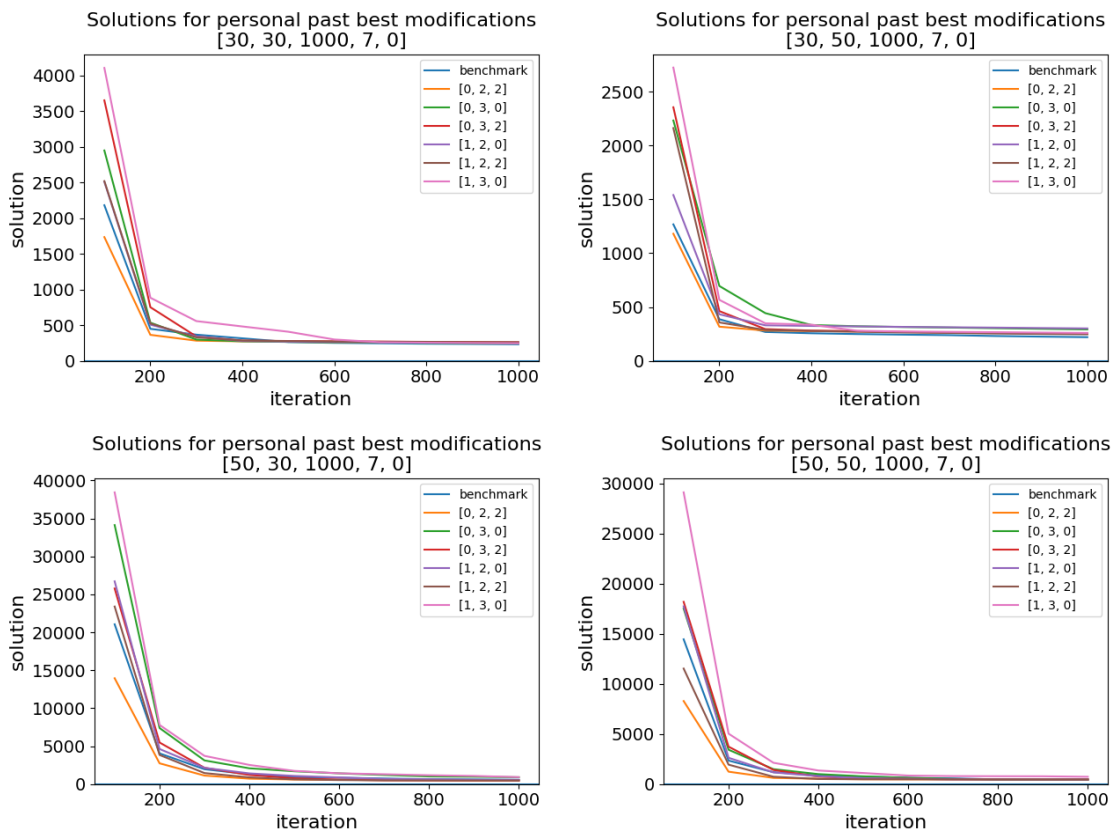 Solutions for personal past best modifications
[30, 30, 1000, 7, 0]
4000
3500
3000
2500
2000
1500
1000
500
0
solution
200
400
600
800
1000
iteration
benchmark
[0, 2, 2]
[0, 3, 0]
[0, 3, 2]
[1, 2, 0]
[1, 2, 2]
[1, 3, 0]
Solutions for personal past best modifications
[30, 50, 1000, 7, 0]
2500
2000
1500
1000
500
0
solution
200
400
600
800
1000
iteration
benchmark
[0, 2, 2]
[0, 3, 0]
[0, 3, 2]
[1, 2, 0]
[1, 2, 2]
[1, 3, 0]
Solutions for personal past best modifications
[50, 30, 1000, 7, 0]
40000
35000
30000
25000
20000
15000
10000
5000
0
solution
200
400
600
800
1000
iteration
benchmark
[0, 2, 2]
[0, 3, 0]
[0, 3, 2]
[1, 2, 0]
[1, 2, 2]
[1, 3, 0]
Solutions for personal past best modifications
[50, 50, 1000, 7, 0]
30000
25000
20000
15000
10000
5000
0
solution
200
400
600
800
1000
iteration
benchmark
[0, 2, 2]
[0, 3, 0]
[0, 3, 2]
[1, 2, 0]
[1, 2, 2]
[1, 3, 0]